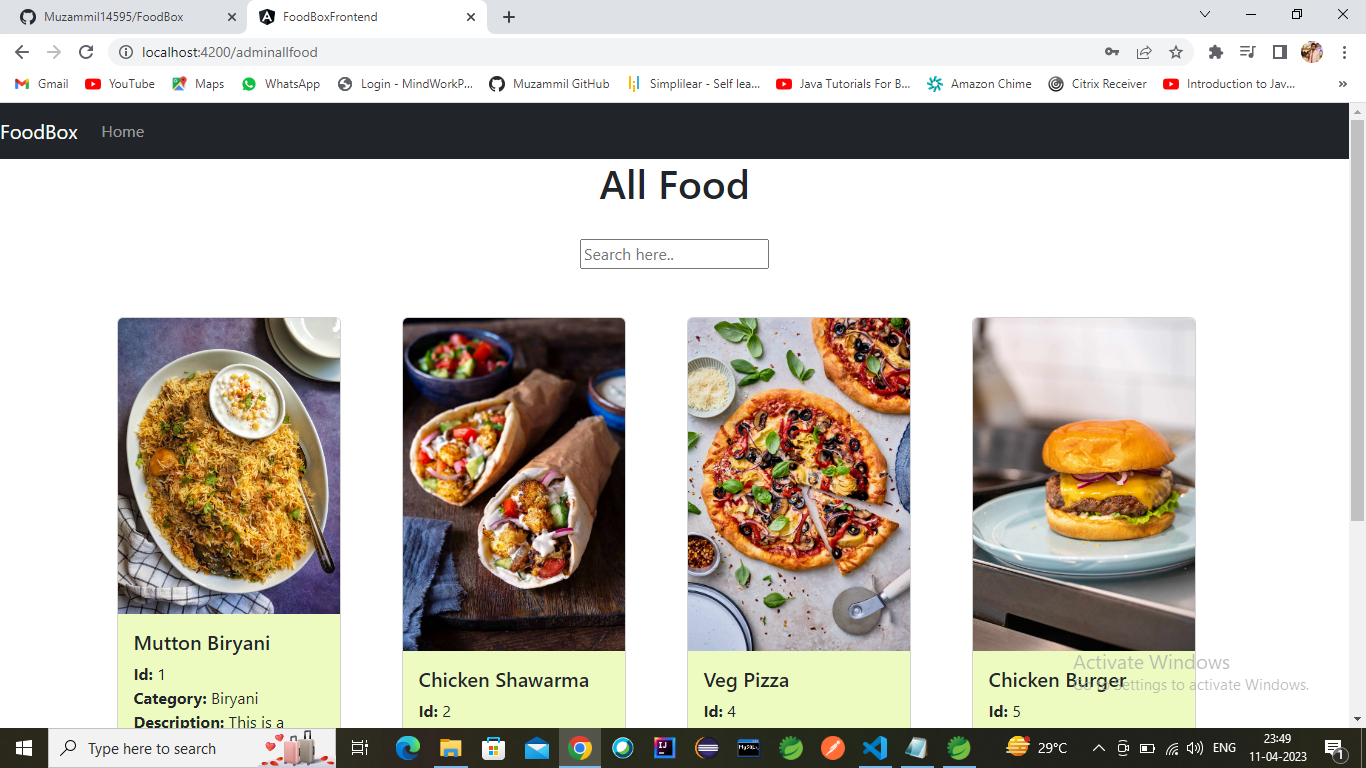 Muzammil14595/FoodBox
FoodBoxFrontend
localhost:4200/adminallfood
Gmail
YouTube
Maps
WhatsApp
Login - MindWorkP...
Muzammil GitHub
Simplilear - Self lea...
Java Tutorials For B...
Amazon Chime
Citrix Receiver
Introduction to Jav...
»
FoodBox Home
All Food
Search here..
Mutton Biryani
Id: 1
Category: Biryani
Description: This is a
Chicken Shawarma
Id: 2
Veg Pizza
Id: 4
Chicken Burger
Id: 5
Activate Windows
Go to Settings to activate Windows.
Type here to search
29°C
ENG
23:49
11-04-2023
1